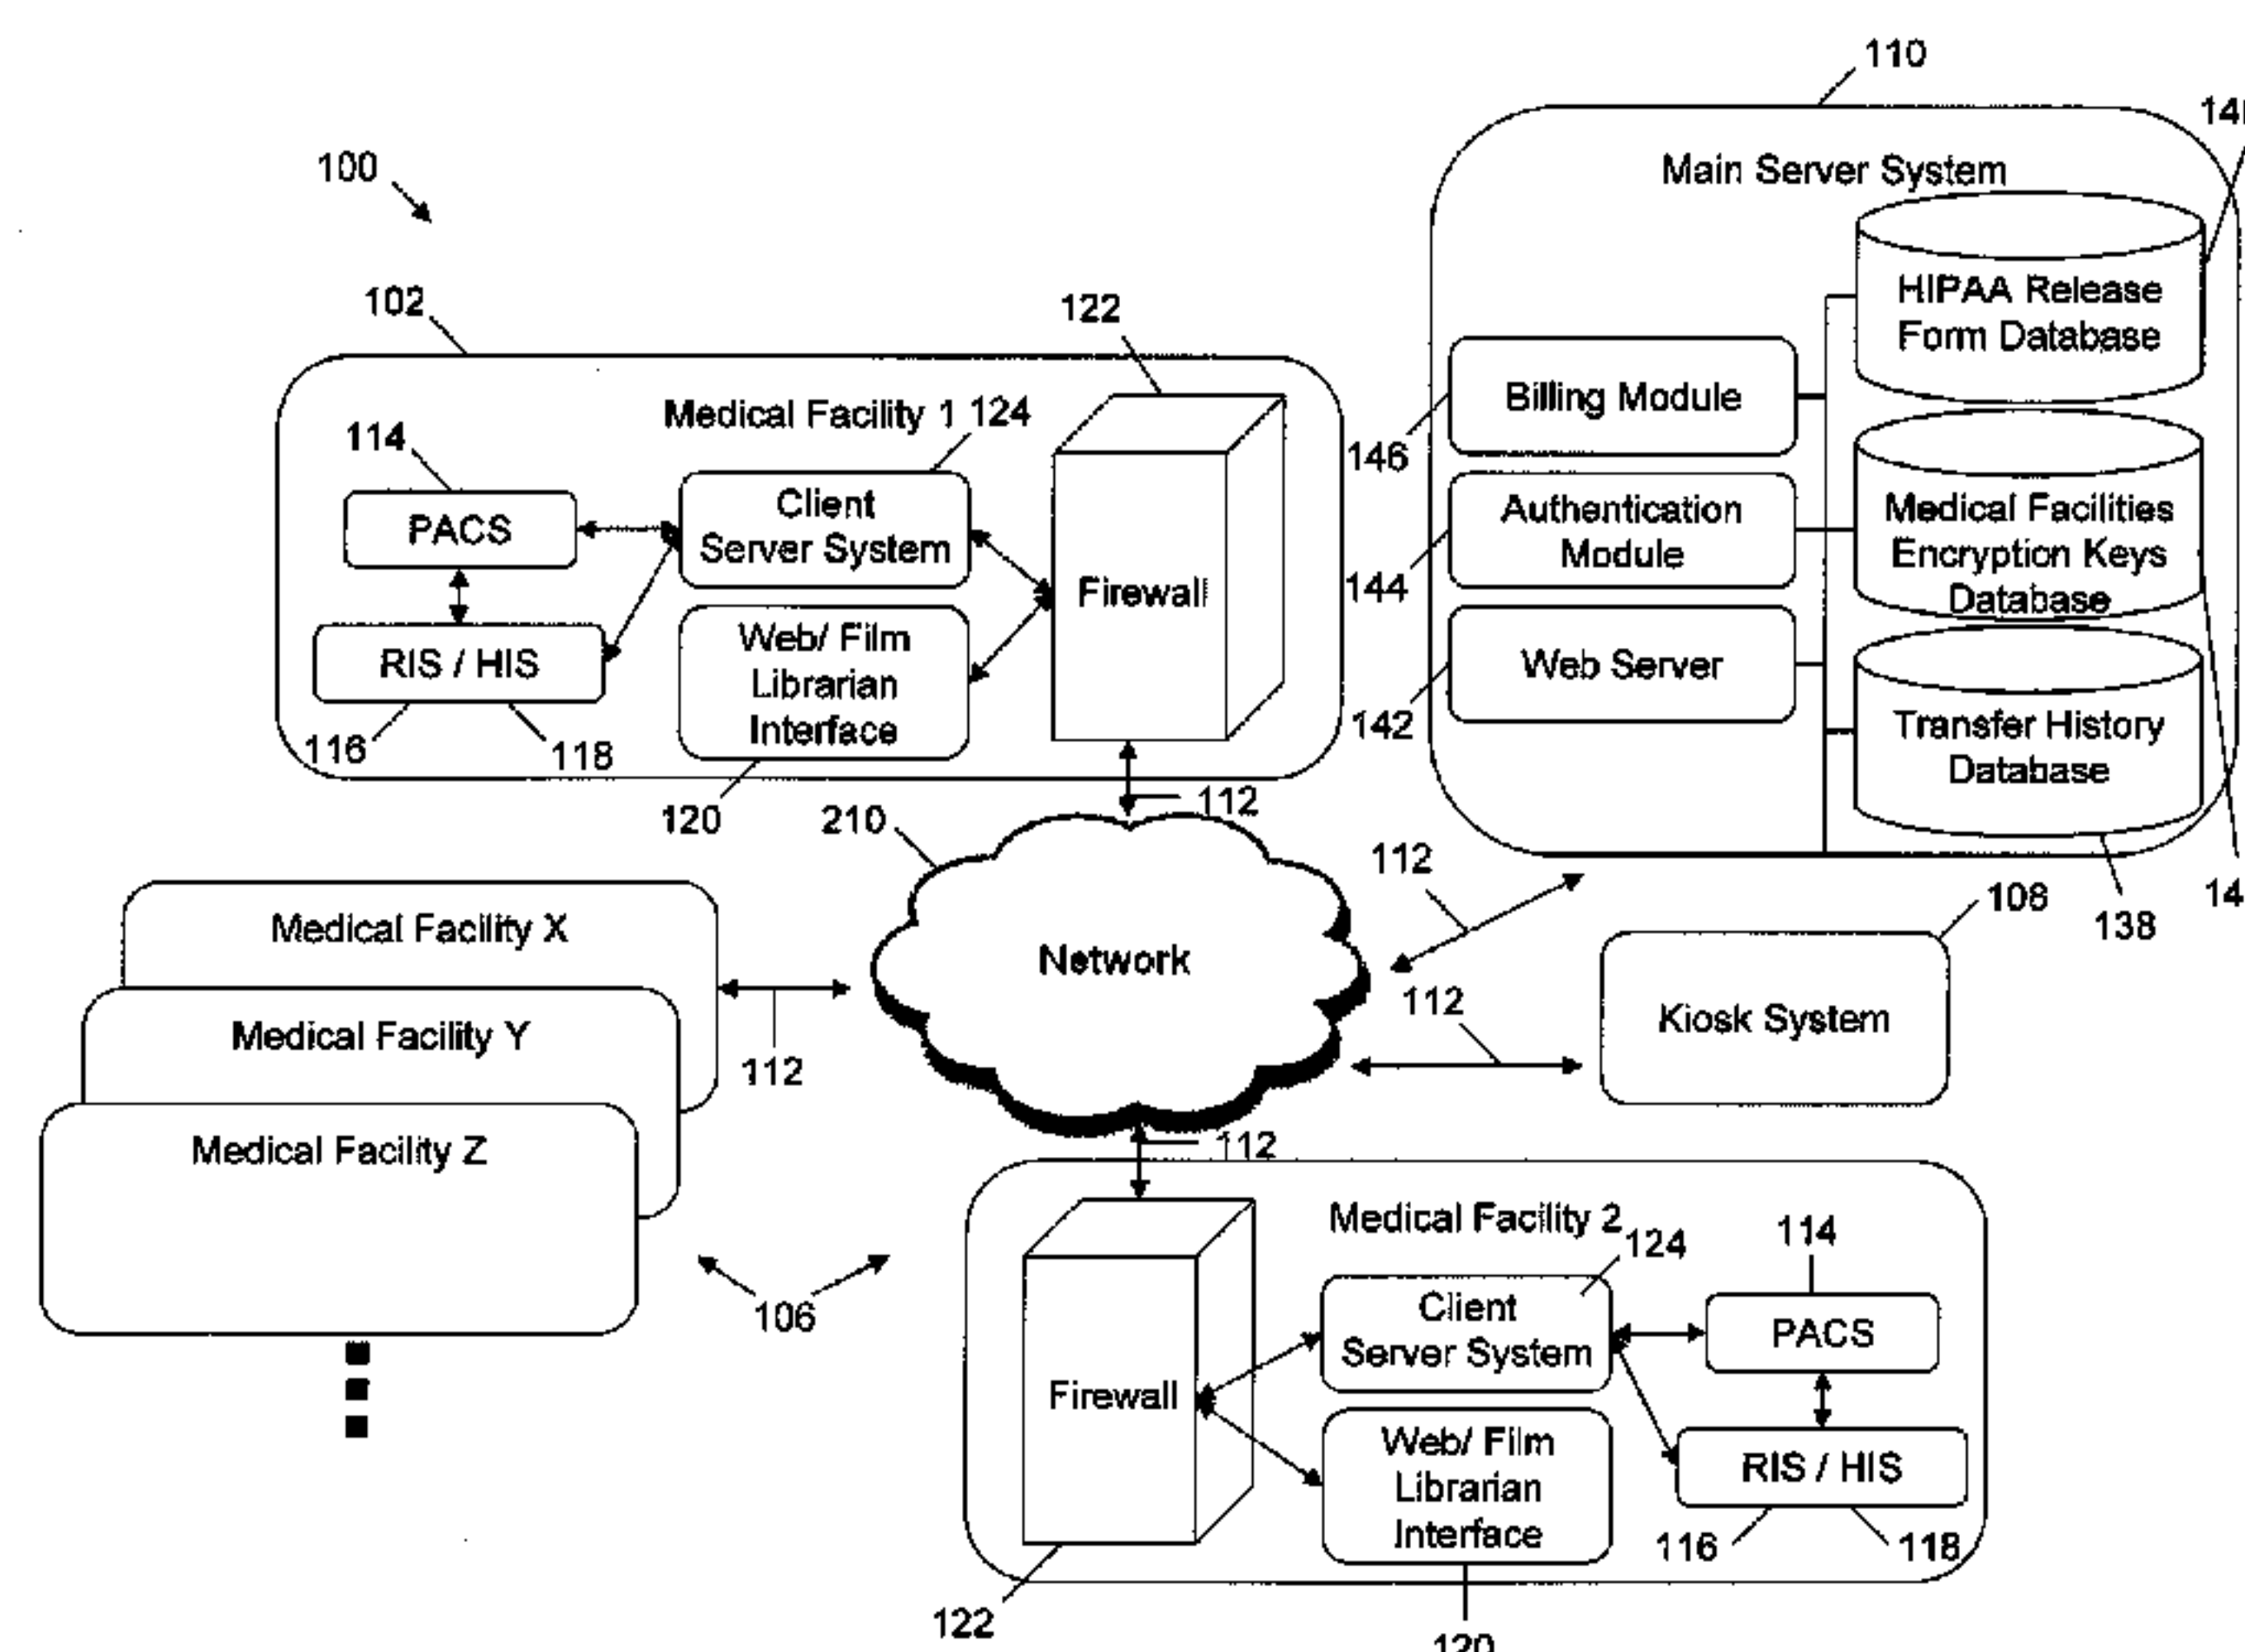 110
100
Main Server System
HIPAA Release
Form Database
102
122
Billing Module
146
Medical Facility 1
124
114
PACS
Client
Server System
Firewall
Authentication
Module
144
Medical Facilities
Encryption Keys
Database
RIS / HIS
116
118
Web/ Film
Librarian
Interface
120
Web Server
142
Transfer History
Database
138
112
210
Network
112
Medical Facility X
Medical Facility Y
Medical Facility Z
112
112
Kiosk System
112
106
Medical Facility 2
124
114
Firewall
Client
Server System
PACS
Web/ Film
Librarian
Interface
RIS / HIS
116
118
122
120